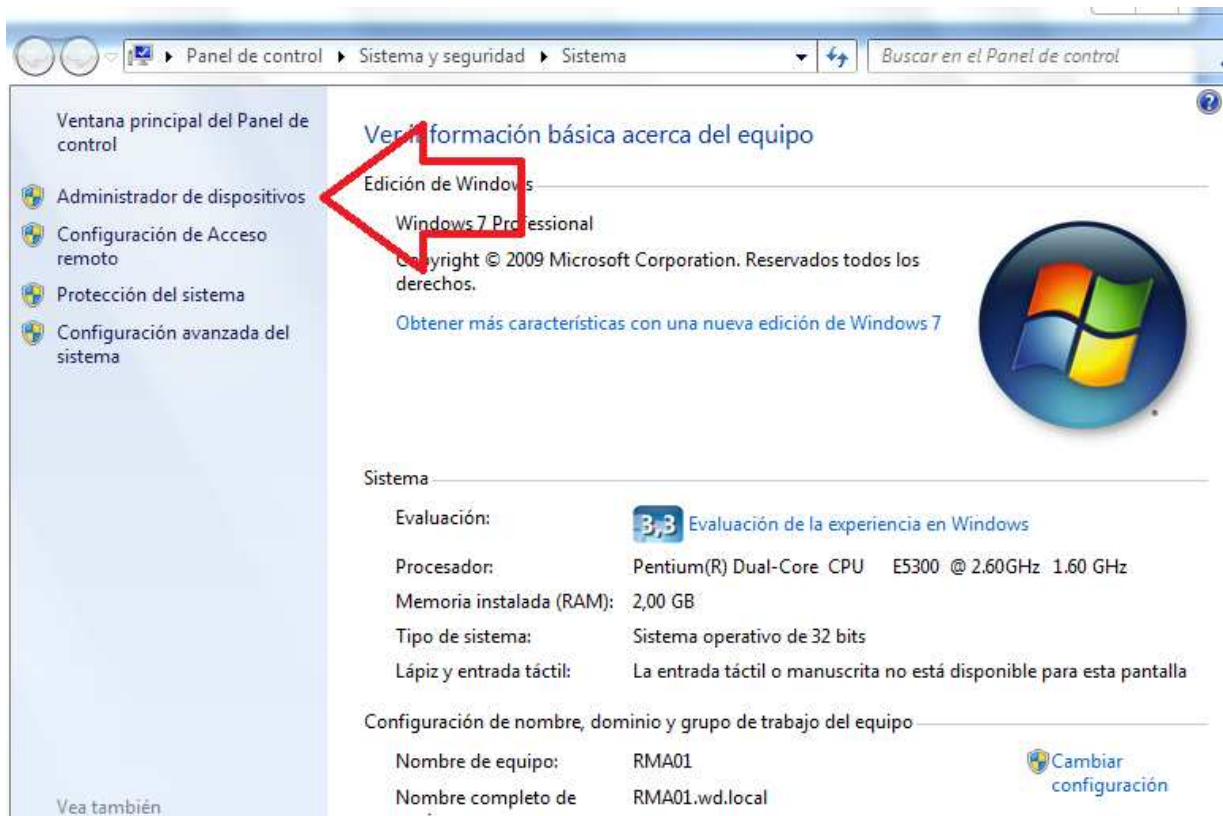 Panel de control ▸ Sistema y seguridad ▸ Sistema
Buscar en el Panel de control
Ventana principal del Panel de
control
Administrador de dispositivos
Configuración de Acceso
remoto
Protección del sistema
Configuración avanzada del
sistema
Vea también
Ver información básica acerca del equipo
Edición de Windows
Windows 7 Professional
Copyright © 2009 Microsoft Corporation. Reservados todos los
derechos.
Obtener más características con una nueva edición de Windows 7
Sistema
Evaluación:
3,3 Evaluación de la experiencia en Windows
Procesador:
Pentium(R) Dual-Core CPU E5300 @ 2.60GHz 1.60 GHz
Memoria instalada (RAM):
2,00 GB
Tipo de sistema:
Sistema operativo de 32 bits
Lápiz y entrada táctil:
La entrada táctil o manuscrita no está disponible para esta pantalla
Configuración de nombre, dominio y grupo de trabajo del equipo
Nombre de equipo:
RMA01
Cambiar
configuración
Nombre completo de
RMA01.wd.local